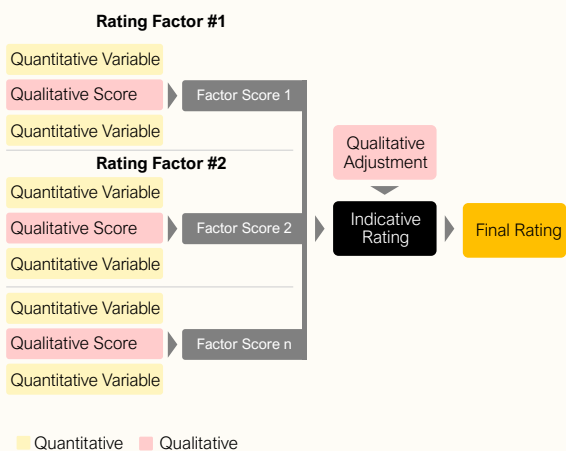 Rating Factor #1
Quantitative Variable
Qualitative Score
Factor Score 1
Quantitative Variable
Rating Factor #2
Quantitative Variable
Qualitative Score
Factor Score 2
Quantitative Variable
Quantitative Variable
Qualitative Score
Factor Score n
Quantitative Variable
Qualitative
Adjustment
Indicative
Rating
Final Rating
Quantitative
Qualitative